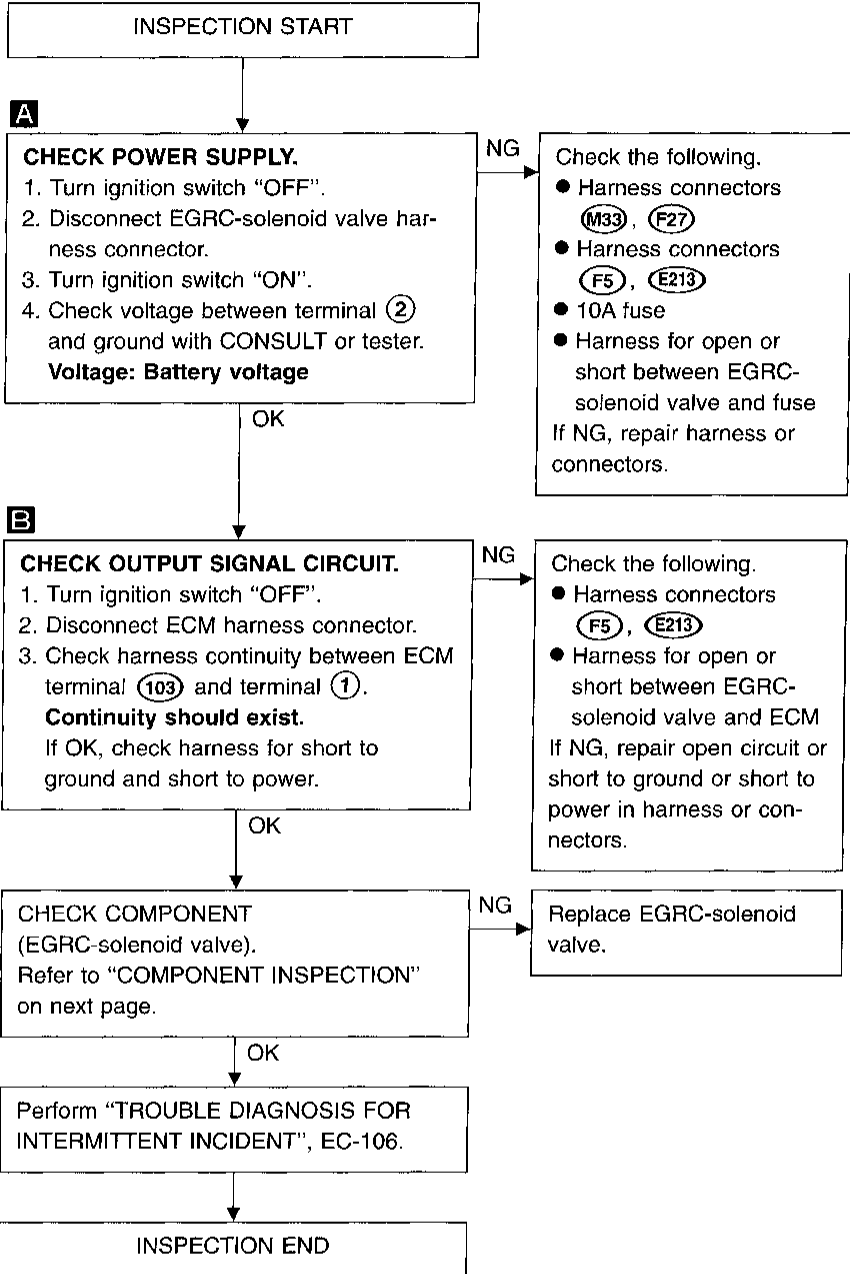 INSPECTION START
A
CHECK POWER SUPPLY.
1. Turn ignition switch “OFF”.
2. Disconnect EGRC-solenoid valve har-
ness connector.
3. Turn ignition switch “ON”.
4. Check voltage between terminal 2
and ground with CONSULT or tester.
Voltage: Battery voltage
NG
Check the following.
● Harness connectors
M33, F27
● Harness connectors
F5, E213
● 10A fuse
● Harness for open or
short between EGRC-
solenoid valve and fuse
If NG, repair harness or
connectors.
OK
B
CHECK OUTPUT SIGNAL CIRCUIT.
1. Turn ignition switch “OFF”.
2. Disconnect ECM harness connector.
3. Check harness continuity between ECM
terminal 103 and terminal 1.
Continuity should exist.
If OK, check harness for short to
ground and short to power.
NG
Check the following.
● Harness connectors
F5, E213
● Harness for open or
short between EGRC-
solenoid valve and ECM
If NG, repair open circuit or
short to ground or short to
power in harness or con-
nectors.
OK
CHECK COMPONENT
(EGRC-solenoid valve).
Refer to “COMPONENT INSPECTION”
on next page.
NG
Replace EGRC-solenoid
valve.
OK
Perform “TROUBLE DIAGNOSIS FOR
INTERMITTENT INCIDENT”, EC-106.
INSPECTION END